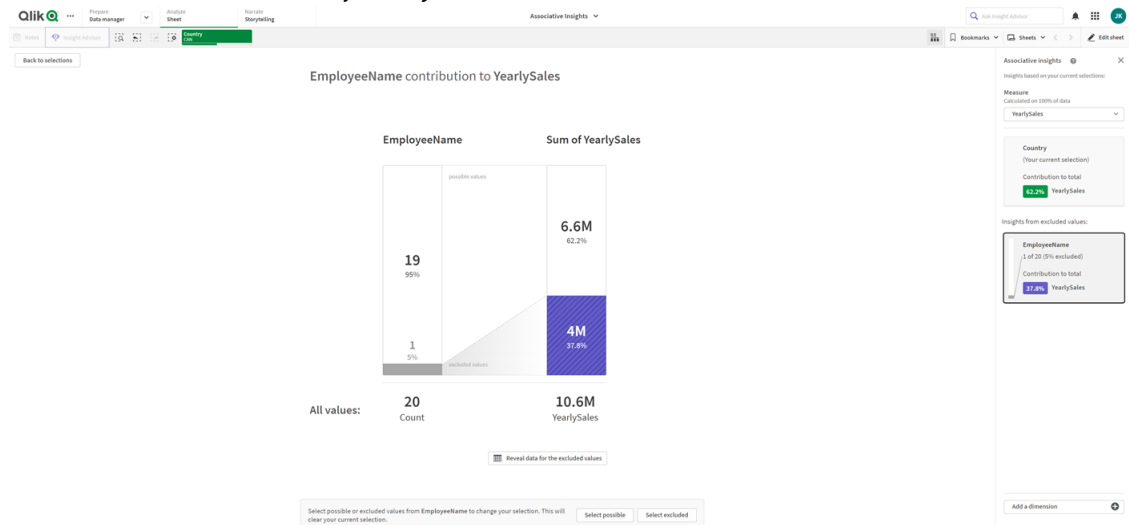 Qlik
Prepare
Data manager
Analyze
Sheet
Narrate
Storytelling
Associative Insights
Ask Insight Advisor
JK
Notes
Insight Advisor
Country
CAN
Bookmarks
Sheets
Edit sheet
Back to selections
EmployeeName contribution to YearlySales
EmployeeName
Sum of YearlySales
possible values
6.6M
62.2%
19
95%
4M
37.8%
1
5%
excluded values
All values:
20
Count
10.6M
YearlySales
Reveal data for the excluded values
Select possible or excluded values from EmployeeName to change your selection. This will
clear your current selection.
Select possible
Select excluded
Associative insights
Insights based on your current selections:
Measure
Calculated on 100% of data
YearlySales
Country
(Your current selection)
Contribution to total
62.2% YearlySales
Insights from excluded values:
EmployeeName
1 of 20 (5% excluded)
Contribution to total
37.8% YearlySales
Add a dimension